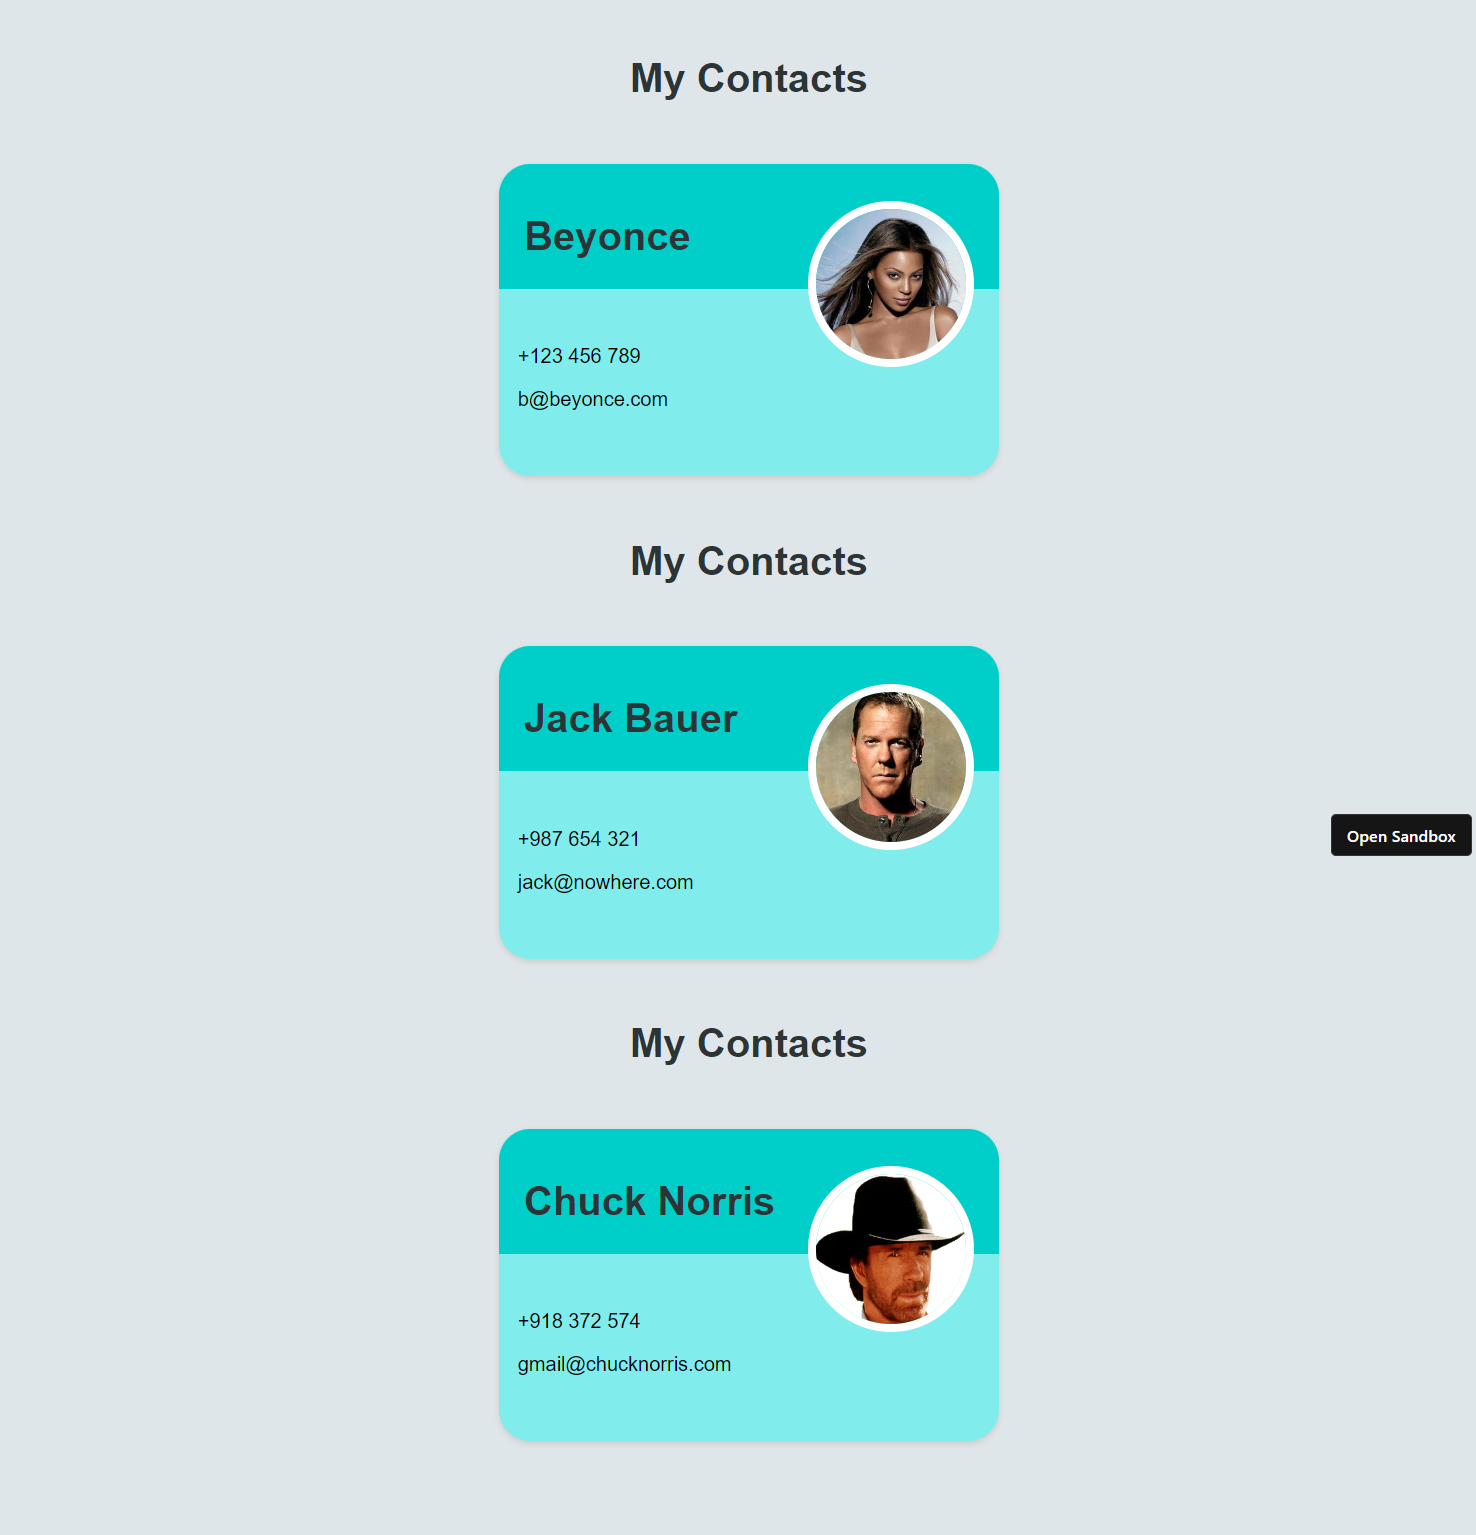 My Contacts
Beyonce
+123 456 789
b@beyonce.com
My Contacts
Jack Bauer
+987 654 321
jack@nowhere.com
Open Sandbox
My Contacts
Chuck Norris
+918 372 574
gmail@chucknorris.com